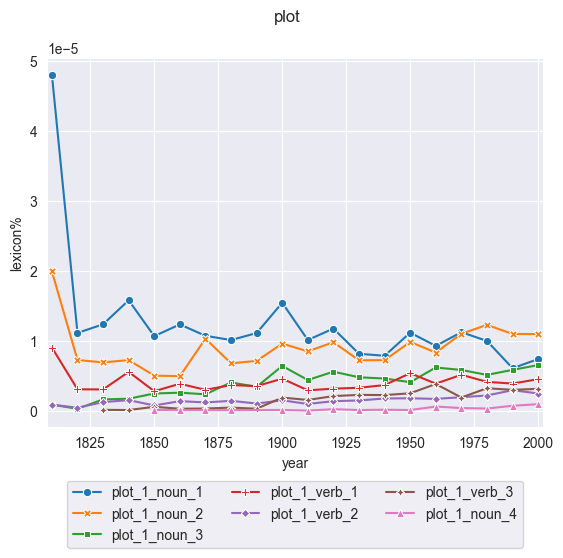 plot
1e−5
5
4
3
2
1
0
lexicon%
1825 1850 1875 1900 1925 1950 1975 2000
year
plot_1_noun_1 plot_1_verb_1 plot_1_verb_3
plot_1_noun_2 plot_1_verb_2 plot_1_noun_4
plot_1_noun_3